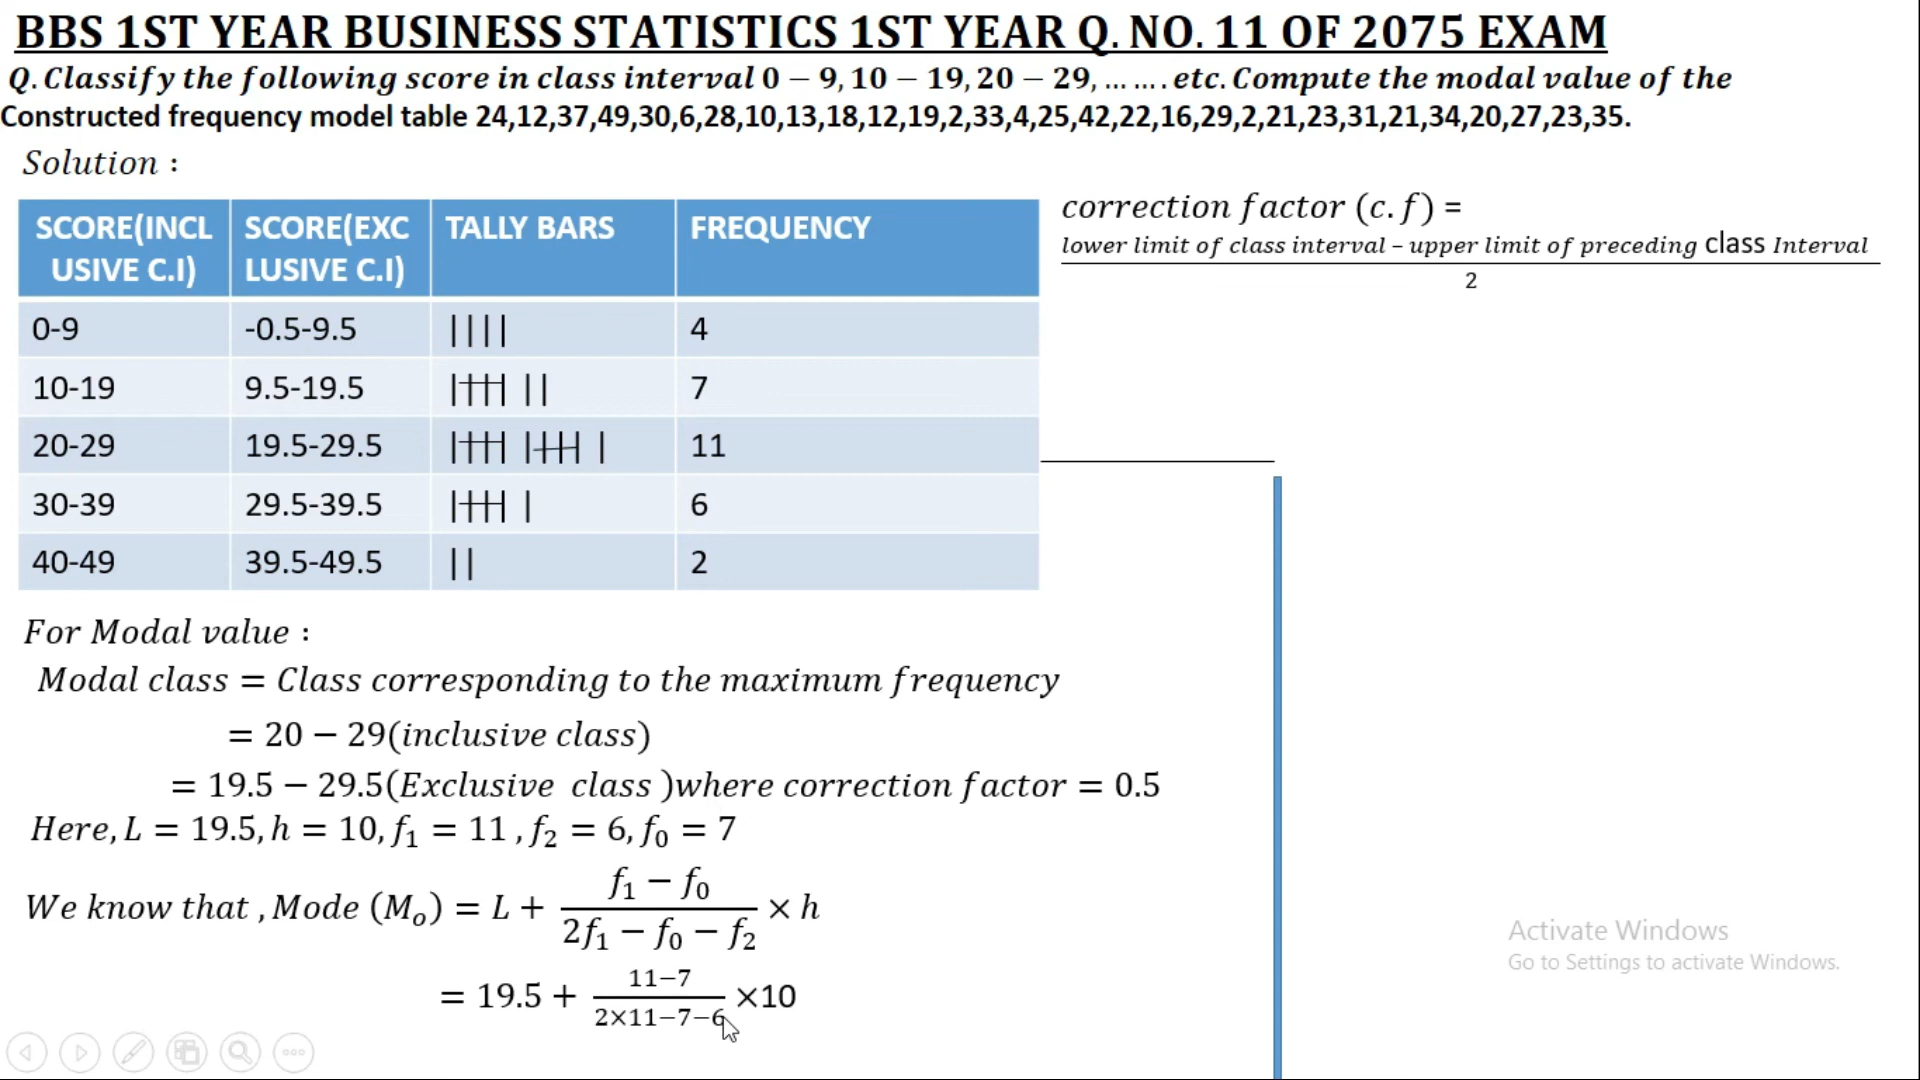 BBS 1ST YEAR BUSINESS STATISTICS 1ST YEAR Q. NO. 11 OF 2075 EXAM
Q. Classify the following score in class interval 0 − 9, 10 − 19, 20 − 29, ... ... . etc. Compute the modal value of the
Constructed frequency model table 24,12,37,49,30,6,28,10,13,18,12,19,2,33,4,25,42,22,16,29,2,21,23,31,21,34,20,27,23,35.
Solution :
SCORE(INCL
USIVE C.I)
SCORE(EXC
LUSIVE C.I)
TALLY BARS
FREQUENCY
0-9 -0.5-9.5 |||| 4
10-19 9.5-19.5 7
20-29 19.5-29.5 11
30-39 29.5-39.5 6
40-49 39.5-49.5 || 2
correction factor (c.f) =
lower limit of class interval – upper limit of preceding class Interval
2
For Modal value :
Modal class = Class corresponding to the maximum frequency
= 20 − 29(inclusive class)
= 19.5 − 29.5(Exclusive class )where correction factor = 0.5
Here, L = 19.5, h = 10, f₁ = 11 , f₂ = 6, f₀ = 7
We know that , Mode (Mₒ) = L + (f₁ − f₀)/(2f₁ − f₀ − f₂) × h
= 19.5 + (11−7)/(2×11−7−6) ×10
Activate Windows
Go to Settings to activate Windows.